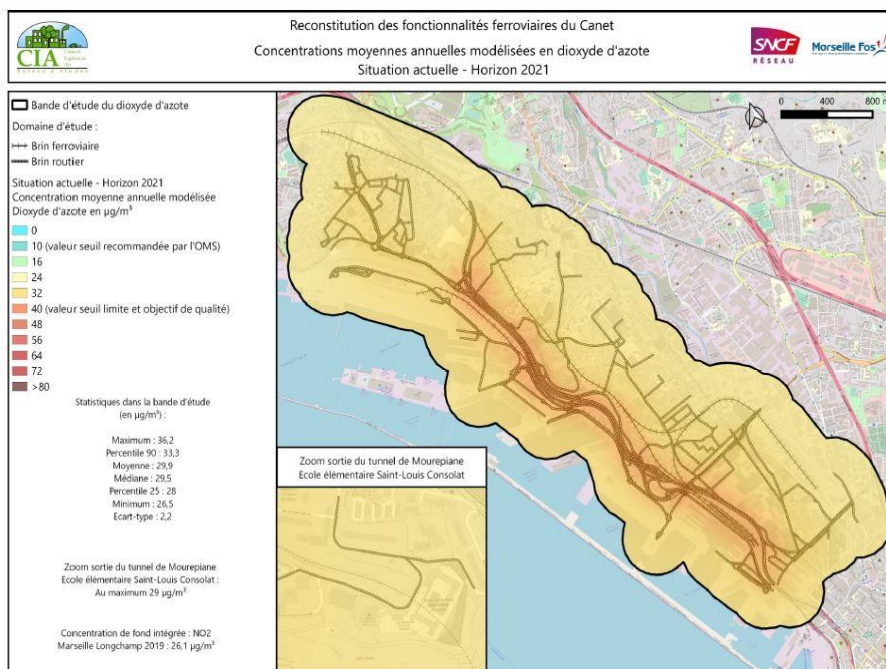 CIA
Reconstitution des fonctionnalités ferroviaires du Canet
Concentrations moyennes annuelles modélisées en dioxyde d'azote
Situation actuelle - Horizon 2021
SNCF
RÉSEAU
Marseille Fos
0 400 800 m
Bande d'étude du dioxyde d'azote
Domaine d'étude :
Brin ferroviaire
Brin routier
Situation actuelle - Horizon 2021
Concentration moyenne annuelle modélisée
Dioxyde d'azote en µg/m³
0
10 (valeur seuil recommandée par l'OMS)
16
24
32
40 (valeur seuil limite et objectif de qualité)
48
56
64
72
>80
Statistiques dans la bande d'étude
(en µg/m³) :
Maximum : 36,2
Percentile 90 : 33,3
Moyenne : 29,9
Médiane : 29,5
Percentile 25 : 28
Minimum : 26,5
Ecart-type : 2,2
Zoom sortie du tunnel de Mourepiane
Ecole élémentaire Saint-Louis Consolat :
Au maximum 29 µg/m³
Concentration de fond intégrée : NO2
Marseille Longchamp 2019 : 26,1 µg/m³
Zoom sortie du tunnel de Mourepiane
Ecole élémentaire Saint-Louis Consolat